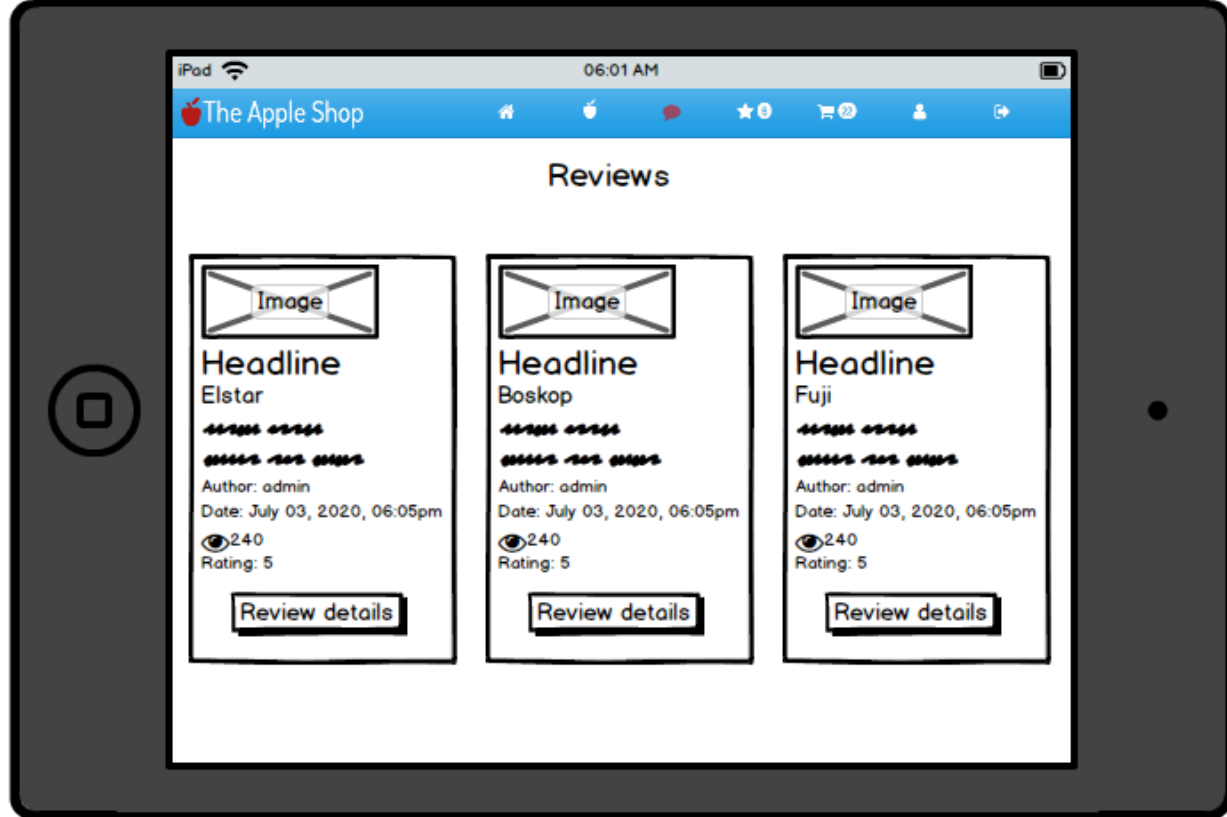 iPad 06:01 AM
The Apple Shop 8 22
Reviews
Image Image Image
Headline Headline Headline
Elstar Boskop Fuji
Author: admin Author: admin Author: admin
Date: July 03, 2020, 06:05pm Date: July 03, 2020, 06:05pm Date: July 03, 2020, 06:05pm
240 240 240
Rating: 5 Rating: 5 Rating: 5
Review details Review details Review details